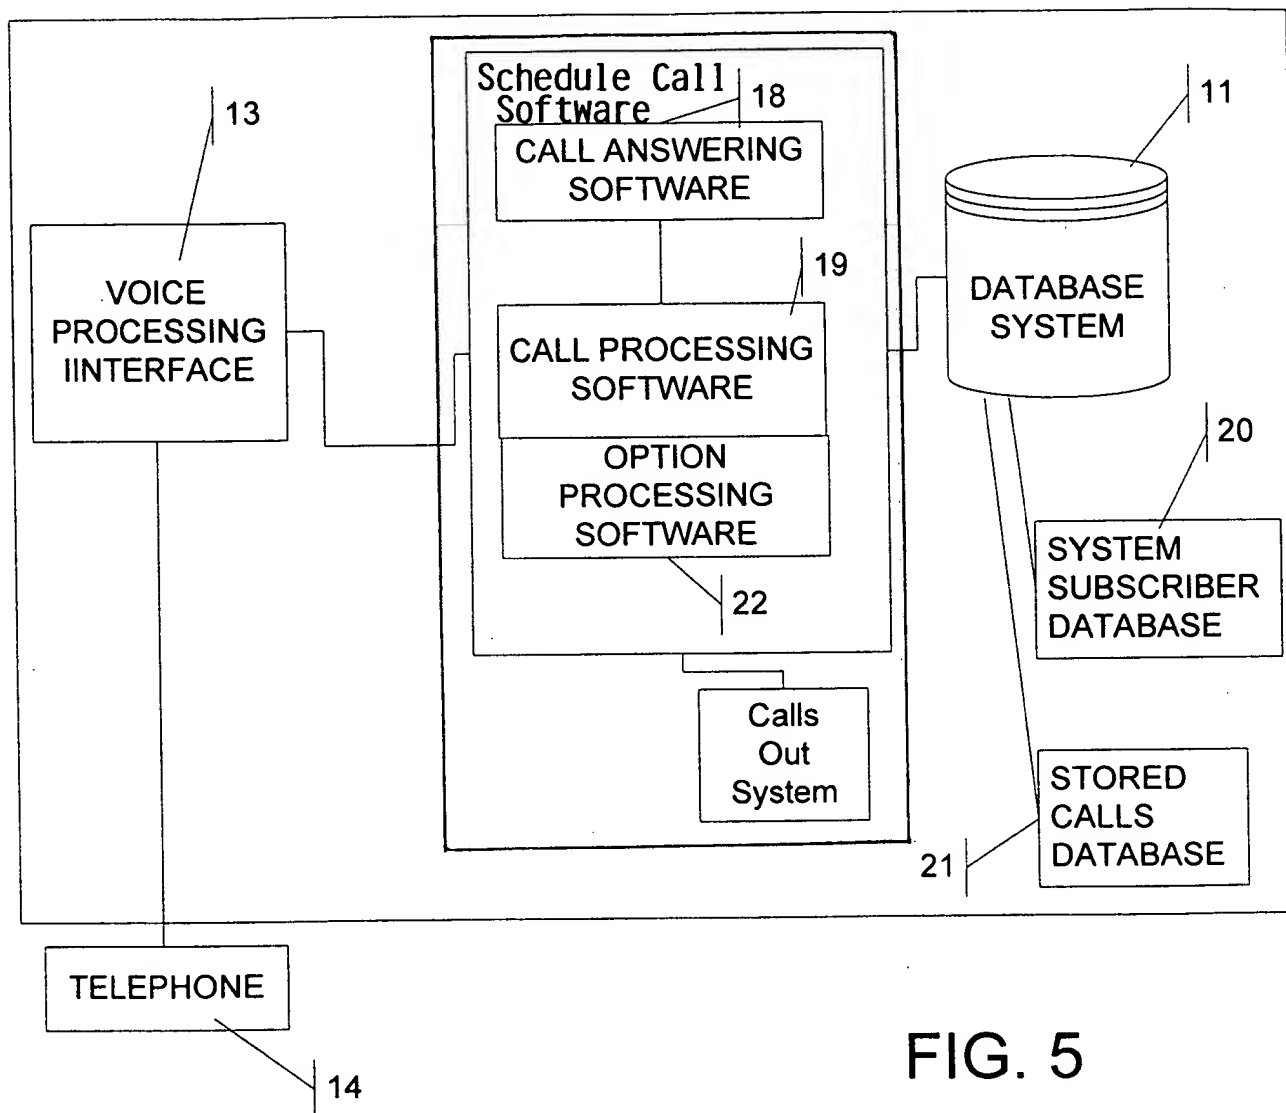 Schedule Call
Software
18
CALL ANSWERING
SOFTWARE
11
13
VOICE
PROCESSING
IINTERFACE
19
CALL PROCESSING
SOFTWARE
DATABASE
SYSTEM
OPTION
PROCESSING
SOFTWARE
20
SYSTEM
SUBSCRIBER
DATABASE
22
Calls
Out
System
STORED
CALLS
DATABASE
21
TELEPHONE
14
FIG. 5